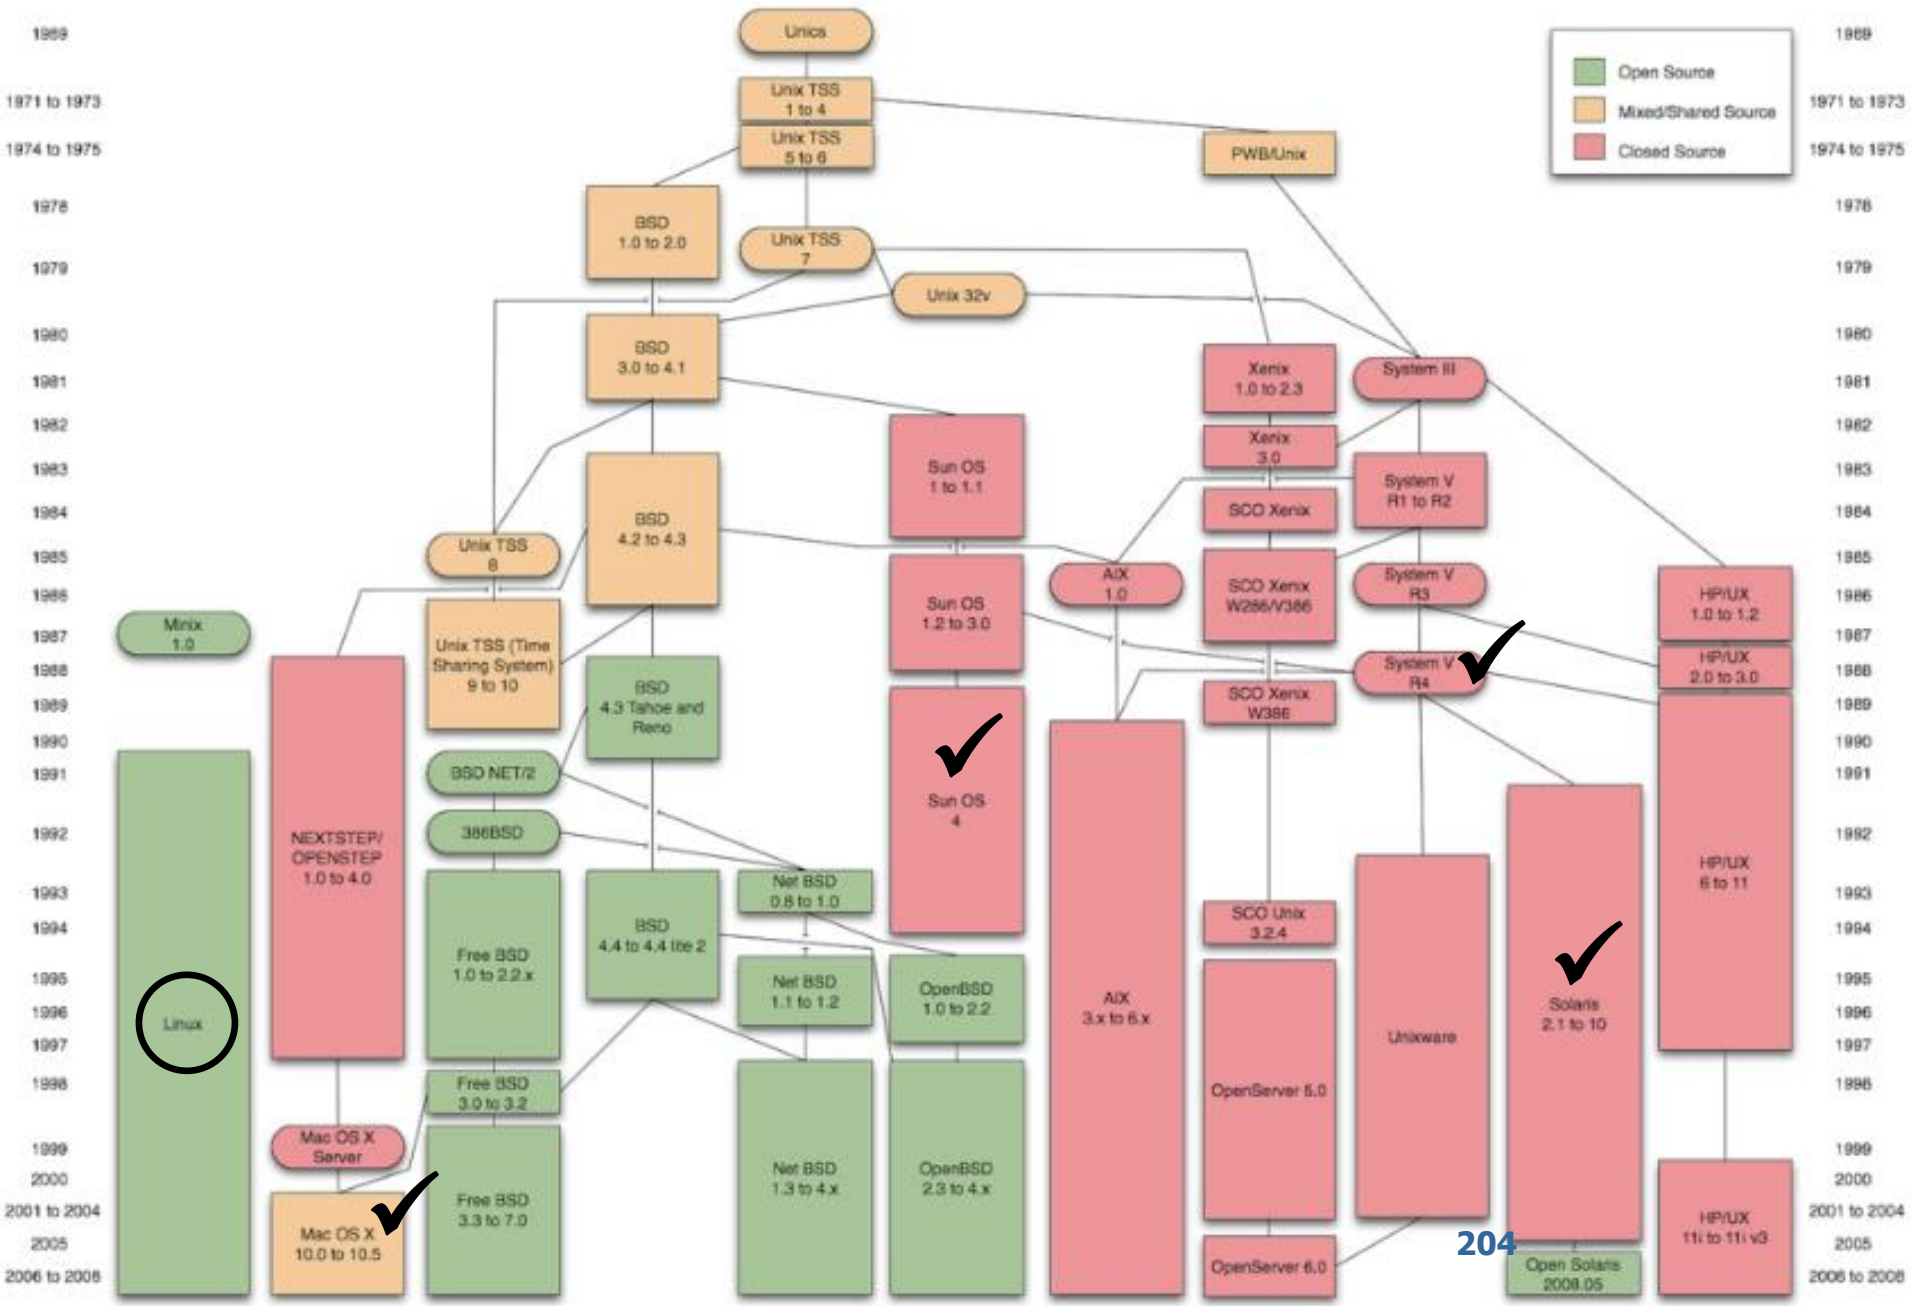 1969
1971 to 1973
1974 to 1975
1978
1979
1980
1981
1982
1983
1984
1985
1986
1987
1988
1989
1990
1991
1992
1993
1994
1995
1996
1997
1998
1999
2000
2001 to 2004
2005
2006 to 2008
Unics
Unix TSS
1 to 4
Unix TSS
5 to 6
PWB/Unix
BSD
1.0 to 2.0
Unix TSS
7
Unix 32v
BSD
3.0 to 4.1
Xenix
1.0 to 2.3
System III
Xenix
3.0
Sun OS
1 to 1.1
System V
R1 to R2
SCO Xenix
BSD
4.2 to 4.3
Unix TSS
8
AIX
1.0
SCO Xenix
W286/V386
System V
R3
HP/UX
1.0 to 1.2
Sun OS
1.2 to 3.0
Minix
1.0
Unix TSS (Time
Sharing System)
9 to 10
System V
R4
HP/UX
2.0 to 3.0
BSD
4.3 Tahoe and
Reno
SCO Xenix
W386
BSD NET/2
Sun OS
4
386BSD
NEXTSTEP/
OPENSTEP
1.0 to 4.0
HP/UX
6 to 11
Net BSD
0.8 to 1.0
SCO Unix
3.2.4
BSD
4.4 to 4.4 lite 2
Free BSD
1.0 to 2.2.x
Net BSD
1.1 to 1.2
OpenBSD
1.0 to 2.2
AIX
3.x to 6.x
Solaris
2.1 to 10
Linux
Unixware
Free BSD
3.0 to 3.2
OpenServer 5.0
Mac OS X
Server
Net BSD
1.3 to 4.x
OpenBSD
2.3 to 4.x
Free BSD
3.3 to 7.0
Mac OS X
10.0 to 10.5
HP/UX
11i to 11i v3
204
OpenServer 6.0
Open Solaris
2008.05
Open Source
Mixed/Shared Source
Closed Source
1969
1971 to 1973
1974 to 1975
1978
1979
1980
1981
1982
1983
1984
1985
1986
1987
1988
1989
1990
1991
1992
1993
1994
1995
1996
1997
1998
1999
2000
2001 to 2004
2005
2006 to 2008